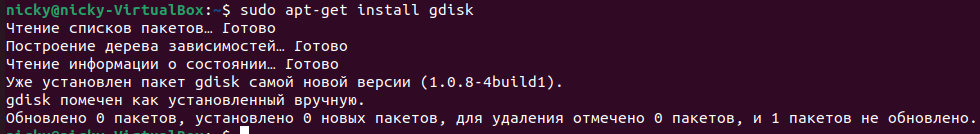 nicky@nicky-VirtualBox:~$ sudo apt-get install gdisk
Чтение списков пакетов… Готово
Построение дерева зависимостей… Готово
Чтение информации о состоянии… Готово
Уже установлен пакет gdisk самой новой версии (1.0.8-4build1).
gdisk помечен как установленный вручную.
Обновлено 0 пакетов, установлено 0 новых пакетов, для удаления отмечено 0 пакетов, и 1 пакетов не обновлено.
nicky@nicky-VirtualBox:~$